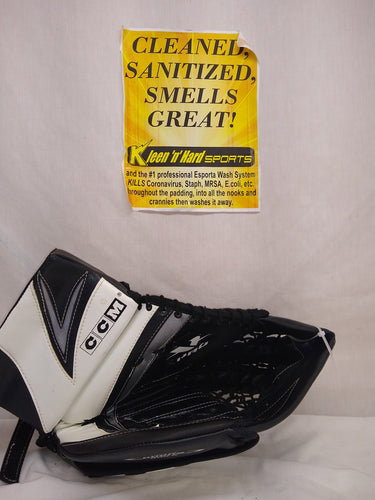 CLEANED,
SANITIZED,
SMELLS
GREAT!
Kleen 'n' Hard SPORTS
and the #1 professional Esporta Wash System
KILLS Coronavirus, Staph, MRSA, E.coli, etc.
throughout the padding, into all the nooks and
crannies then washes it away.
CCM
PRO